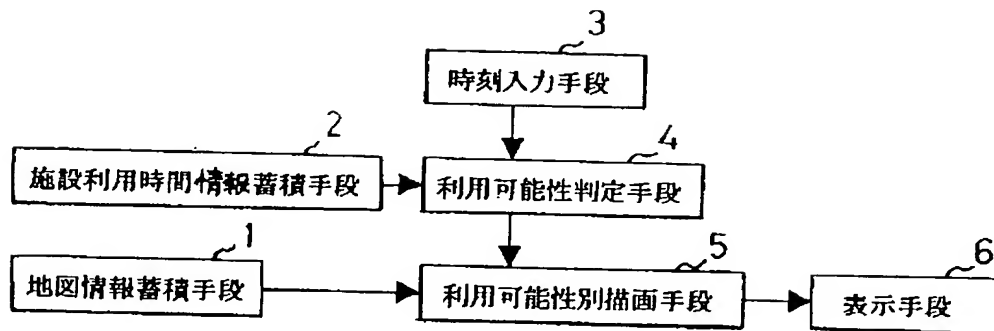 3
時刻入力手段
2
4
施設利用時間情報蓄積手段
利用可能性判定手段
1
5
6
地図情報蓄積手段
利用可能性別描画手段
表示手段